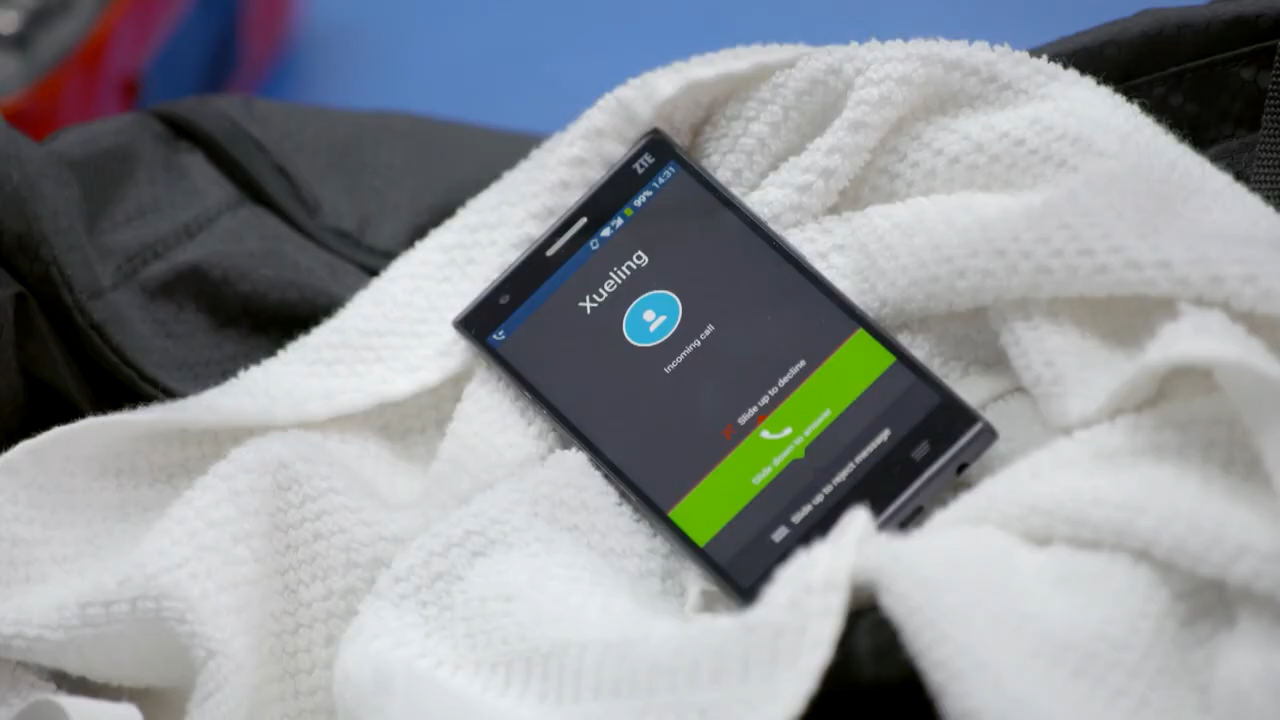 ZTE
99% 14:31
Xueling
Incoming call
Slide up to decline
Slide down to answer
Slide up to reject message